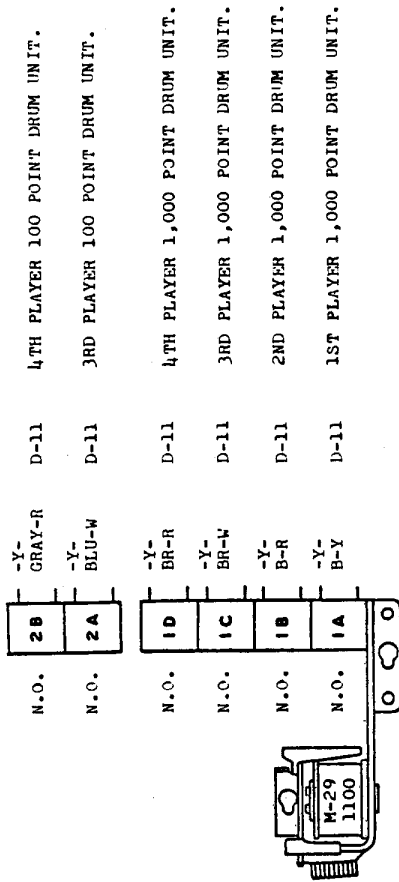 -Y-
N.O. 2B GRAY-R D-11 4TH PLAYER 100 POINT DRUM UNIT.
-Y-
N.O. 2A BLU-W D-11 3RD PLAYER 100 POINT DRUM UNIT.
-Y-
N.O. 1D BR-R D-11 4TH PLAYER 1,000 POINT DRUM UNIT.
-Y-
N.O. 1C BR-W D-11 3RD PLAYER 1,000 POINT DRUM UNIT.
-Y-
N.O. 1B B-R D-11 2ND PLAYER 1,000 POINT DRUM UNIT.
-Y-
N.O. 1A B-Y D-11 1ST PLAYER 1,000 POINT DRUM UNIT.
M-29
1100